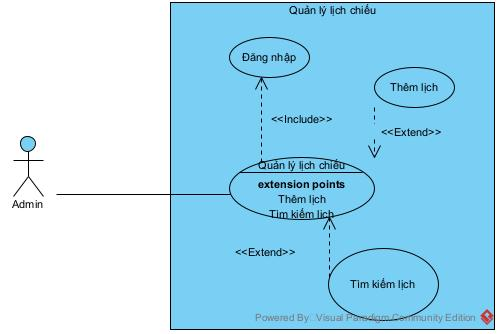 Quản lý lịch chiếu
Đăng nhập
Thêm lịch
<<Include>>
<<Extend>>
Quản lý lịch chiếu
extension points
Thêm lịch
Tìm kiếm lịch
Admin
<<Extend>>
Tìm kiếm lịch
Powered By: Visual Paradigm Community Edition